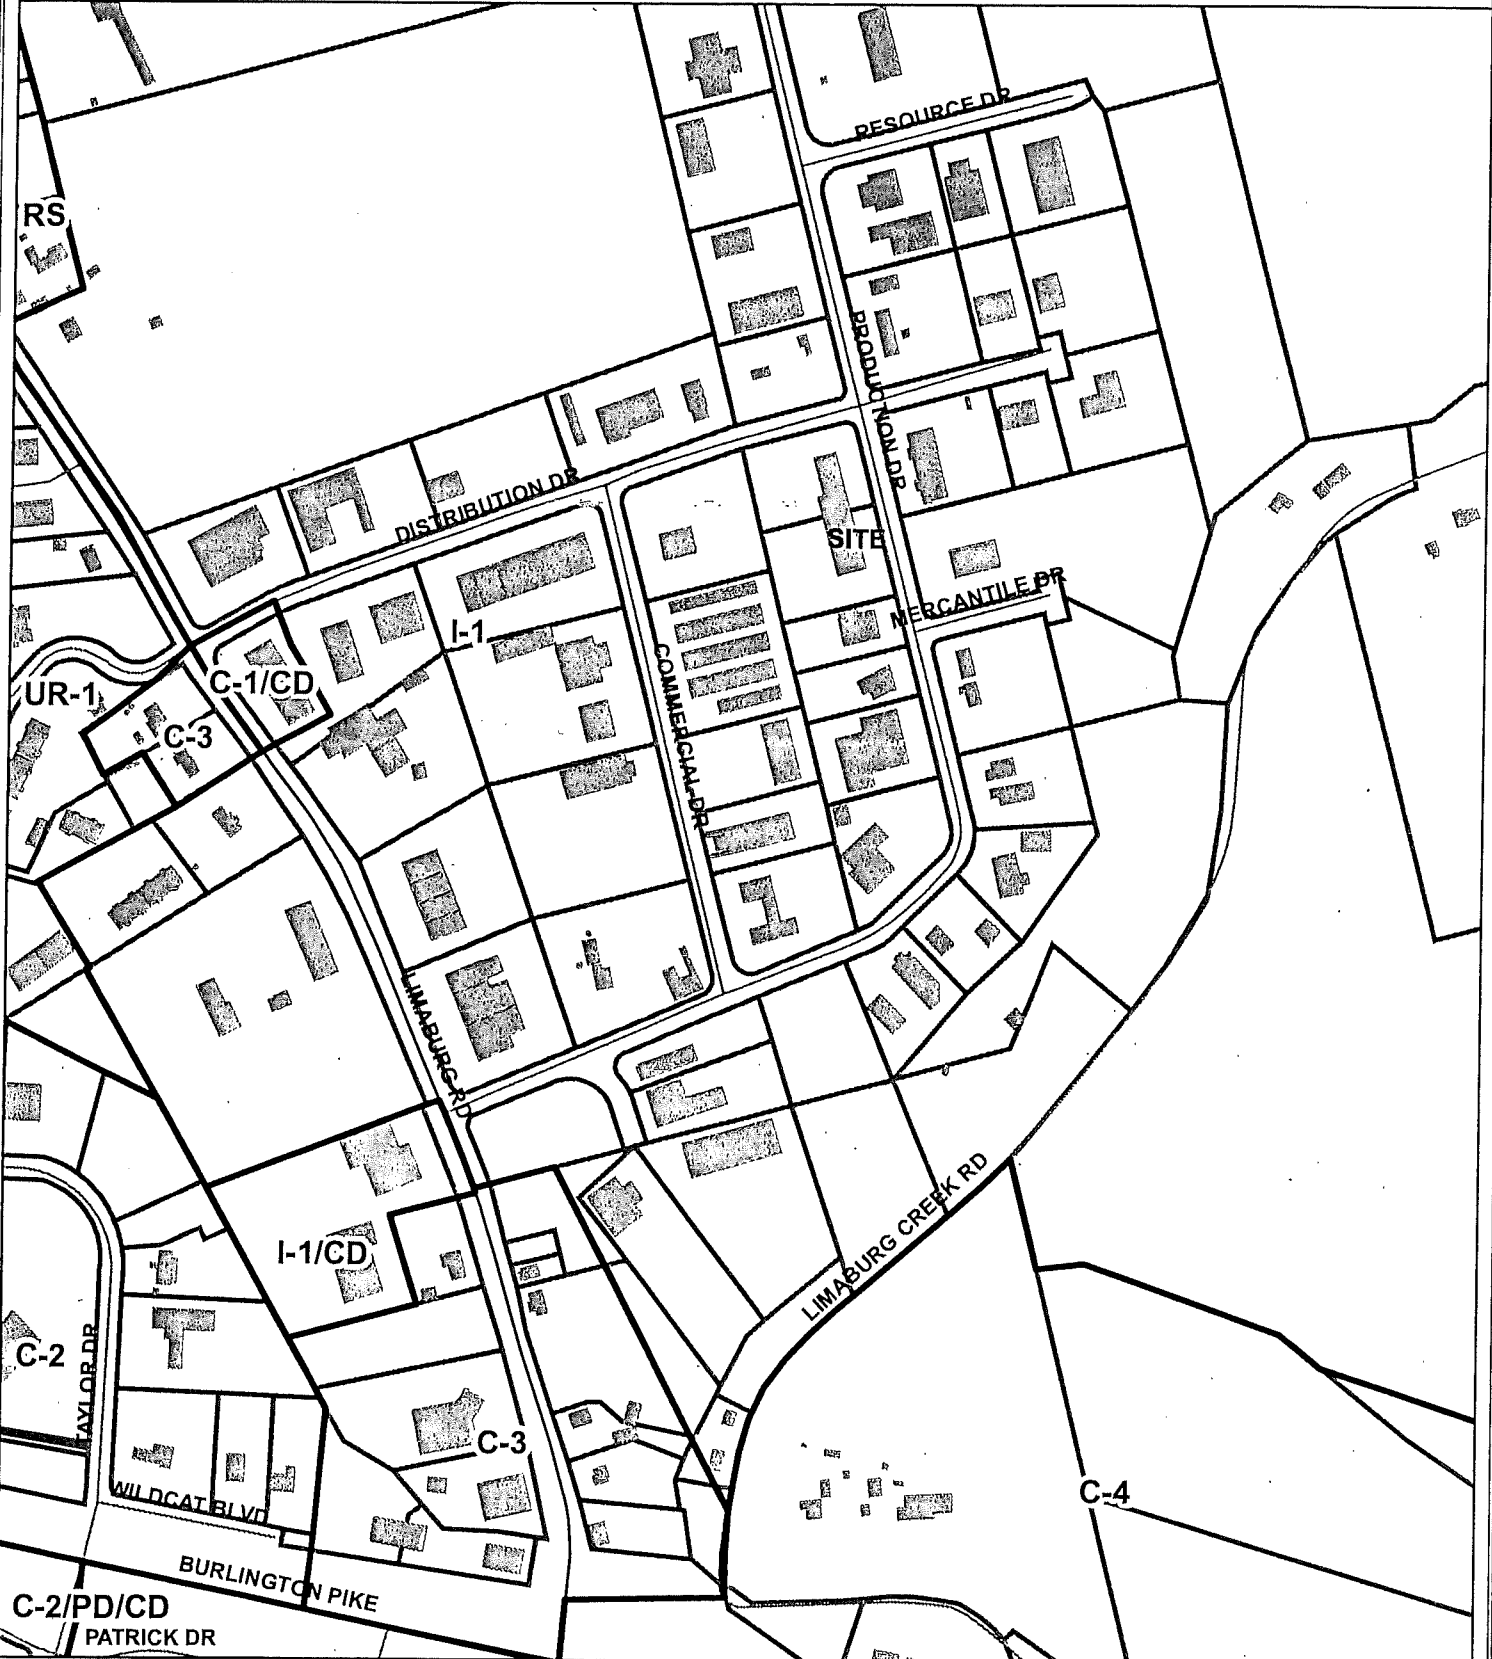 RESOURCE DR
RS
PRODUCTION DR
DISTRIBUTION DR
SITE
MERCANTILE DR
I-1
C-1/CD
UR-1
COMMERCIAL DR
C-3
LIMABURG RD
LIMABURG CREEK RD
I-1/CD
C-2
TAYLOR DR
C-3
C-4
WILDCAT BLVD
BURLINGTON PIKE
C-2/PD/CD
PATRICK DR